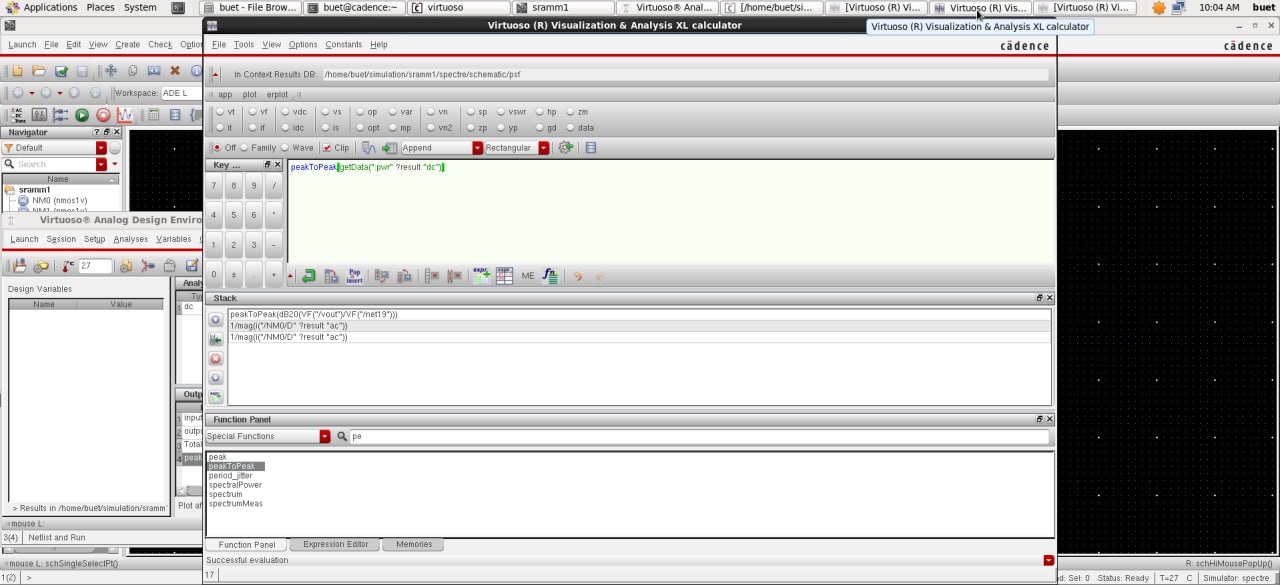 Applications Places System buet - File Brow... buet@cadence:~ virtuoso sramm1 Virtuoso® Anal... [/home/buet/si... [Virtuoso (R) Vi... Virtuoso (R) Vis... [Virtuoso (R) Vi... 10:04 AM buet
Virtuoso (R) Visualization & Analysis XL calculator
Virtuoso (R) Visualization & Analysis XL calculator
Launch File Edit View Create Check Option
File Tools View Options Constants Help
cādence
cādence
In Context Results DB: /home/buet/simulation/sramm1/spectre/schematic/psf
Workspace: ADE L
app plot erplot
vt vf vdc vs op var vn sp vswr hp zm
it if idc is opt mp vn2 zp yp gd data
Navigator
Default
Off Family Wave Clip Append Rectangular
Search
Name
sramm1
NM0 (nmos1v)
NM1 (nmos1v)
Key ...
peakToPeak(getData(":pwr" ?result "dc"))
7 8 9 /
4 5 6 *
1 2 3 -
0 ± . +
Pop
insert
expr
expr
ME
Virtuoso® Analog Design Enviro
Launch Session Setup Analyses Variables
27
Design Variables
Name Value
Analy
Ty
1 dc
Outp
1 input
2 outp
3 Total
4 peak
Plot af
> Results in /home/buet/simulation/sramm
mouse L:
3(4) Netlist and Run
Stack
peakToPeak(dB20(VF("/vout")/VF("/net19")))
1/mag(i("/NM0/D" ?result "ac"))
1/mag(i("/NM0/D" ?result "ac"))
Function Panel
Special Functions
pe
peak
peakToPeak
period_jitter
spectralPower
spectrum
spectrumMeas
Function Panel Expression Editor Memories
Successful evaluation
17
mouse L: schSingleSelectPt()
R: schHiMousePopUp()
1(2) >
d: Sel: 0 Status: Ready T=27 C Simulator: spectre